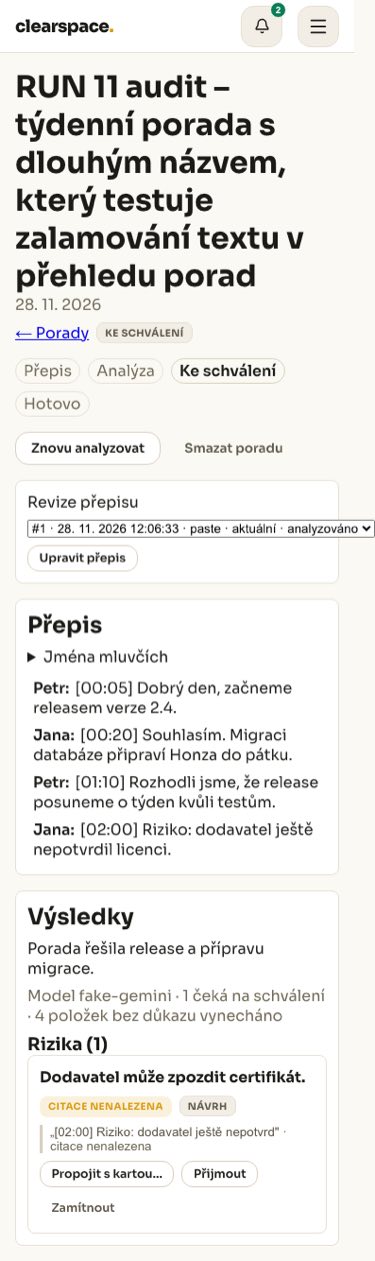 clearspace.
2
RUN 11 audit –
týdenní porada s
dlouhým názvem,
který testuje
zalamování textu v
přehledu porad
28. 11. 2026
← Porady KE SCHVÁLENÍ
Přepis Analýza Ke schválení
Hotovo
Znovu analyzovat Smazat poradu
Revize přepisu
#1 · 28. 11. 2026 12:06:33 · paste · aktuální · analyzováno
Upravit přepis
Přepis
Jména mluvčích
Petr: [00:05] Dobrý den, začneme
releasem verze 2.4.
Jana: [00:20] Souhlasím. Migraci
databáze připraví Honza do pátku.
Petr: [01:10] Rozhodli jsme, že release
posuneme o týden kvůli testům.
Jana: [02:00] Riziko: dodavatel ještě
nepotvrdil licenci.
Výsledky
Porada řešila release a přípravu
migrace.
Model fake-gemini · 1 čeká na schválení
· 4 položek bez důkazu vynecháno
Rizika (1)
Dodavatel může zpozdit certifikát.
CITACE NENALEZENA NÁVRH
„[02:00] Riziko: dodavatel ještě nepotvrd" ·
citace nenalezena
Propojit s kartou... Přijmout
Zamítnout